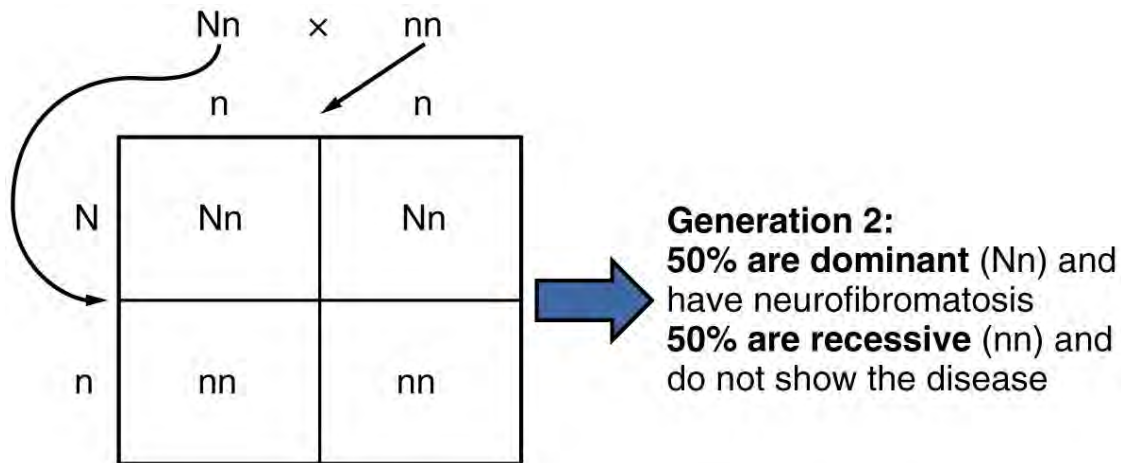 Nn × nn
n n
N Nn Nn
n nn nn
Generation 2:
50% are dominant (Nn) and
have neurofibromatosis
50% are recessive (nn) and
do not show the disease